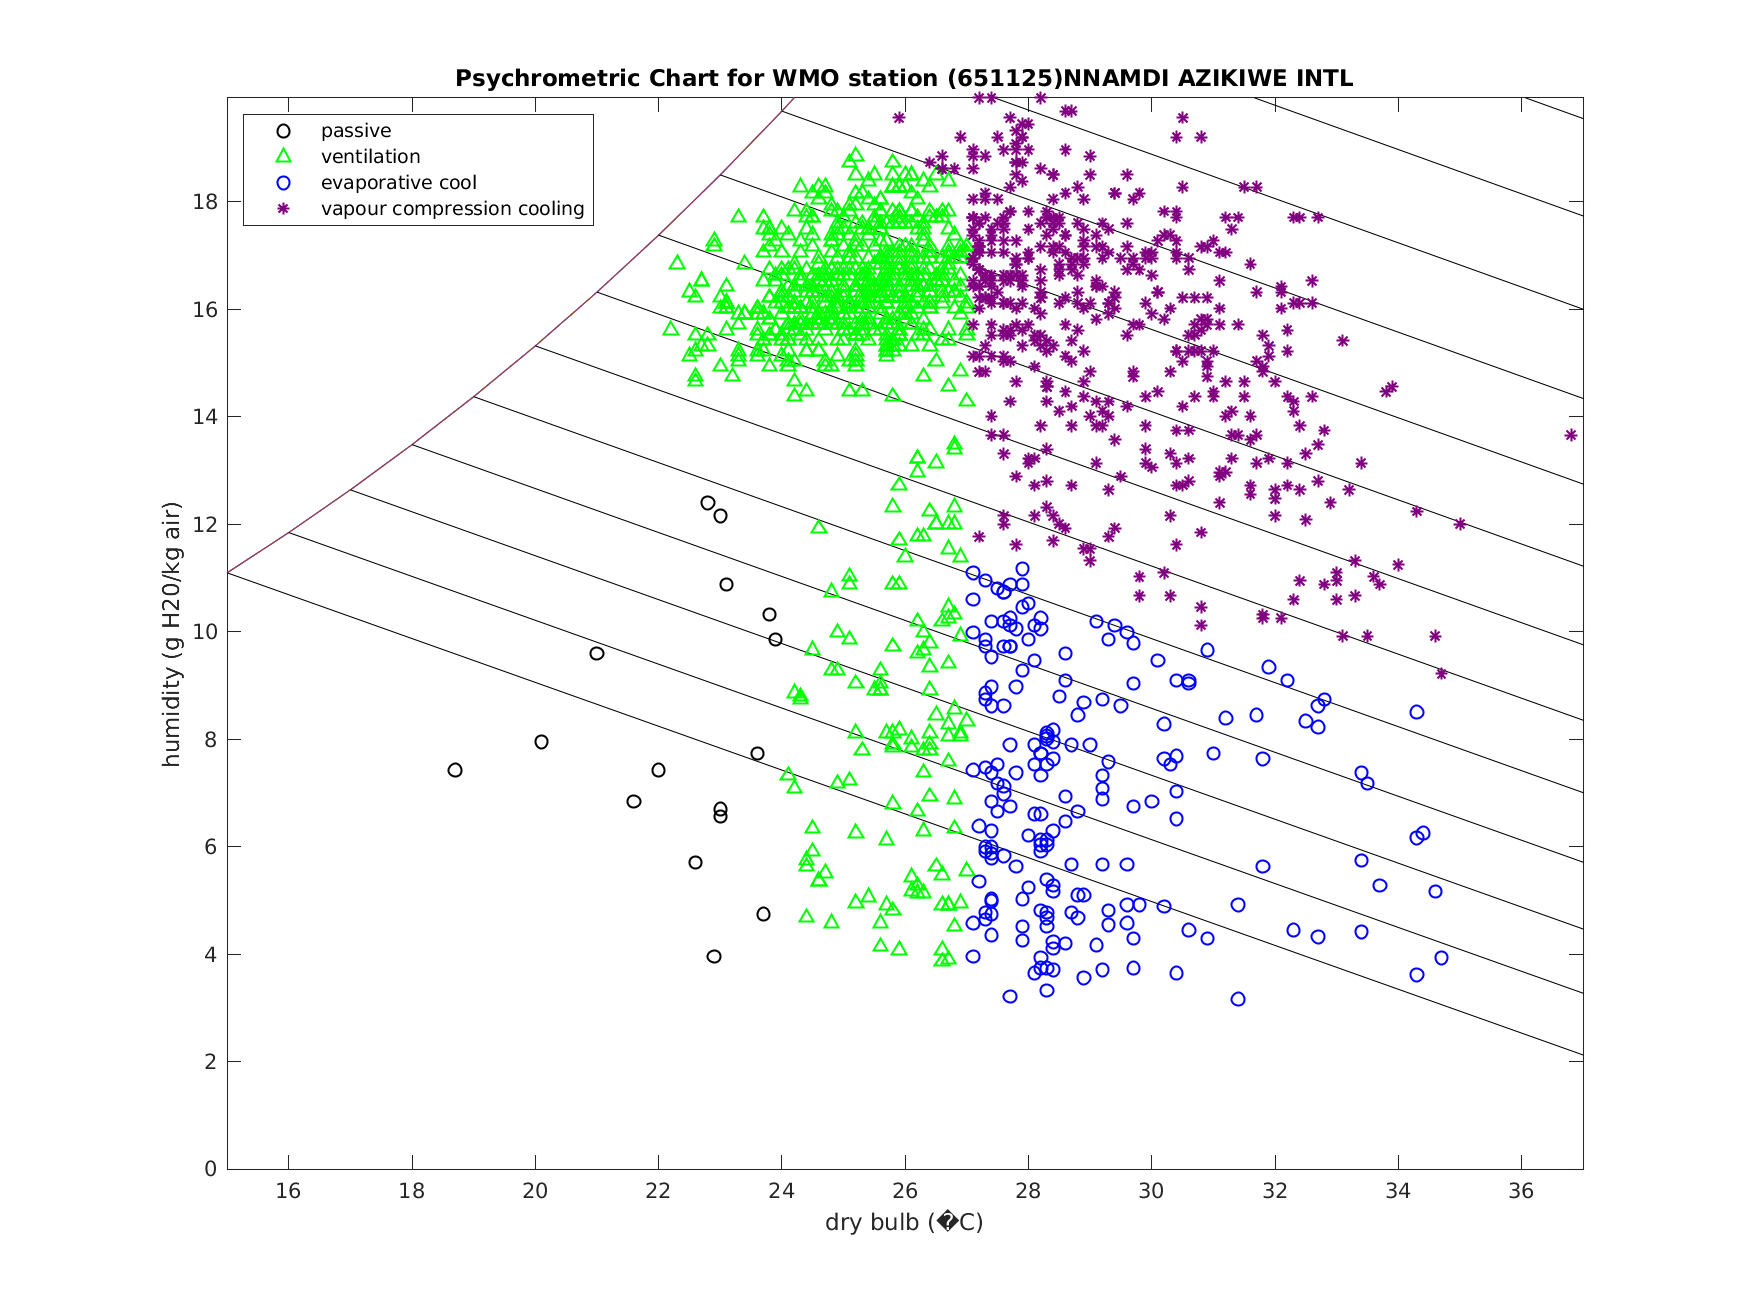 Psychrometric Chart for WMO station (651125)NNAMDI AZIKIWE INTL
passive
ventilation
evaporative cool
vapour compression cooling
humidity (g H20/kg air)
18
16
14
12
10
8
6
4
2
0
16 18 20 22 24 26 28 30 32 34 36
dry bulb (�C)